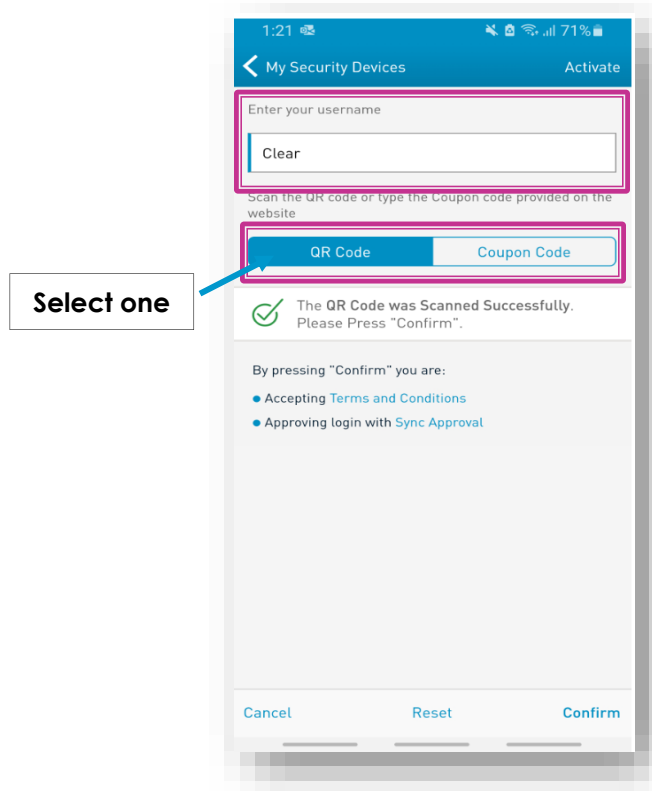 1:21 71%
My Security Devices Activate
Enter your username
Clear
Scan the QR code or type the Coupon code provided on the
website
QR Code Coupon Code
Select one
The QR Code was Scanned Successfully.
Please Press "Confirm".
By pressing "Confirm" you are:
Accepting Terms and Conditions
Approving login with Sync Approval
Cancel Reset Confirm